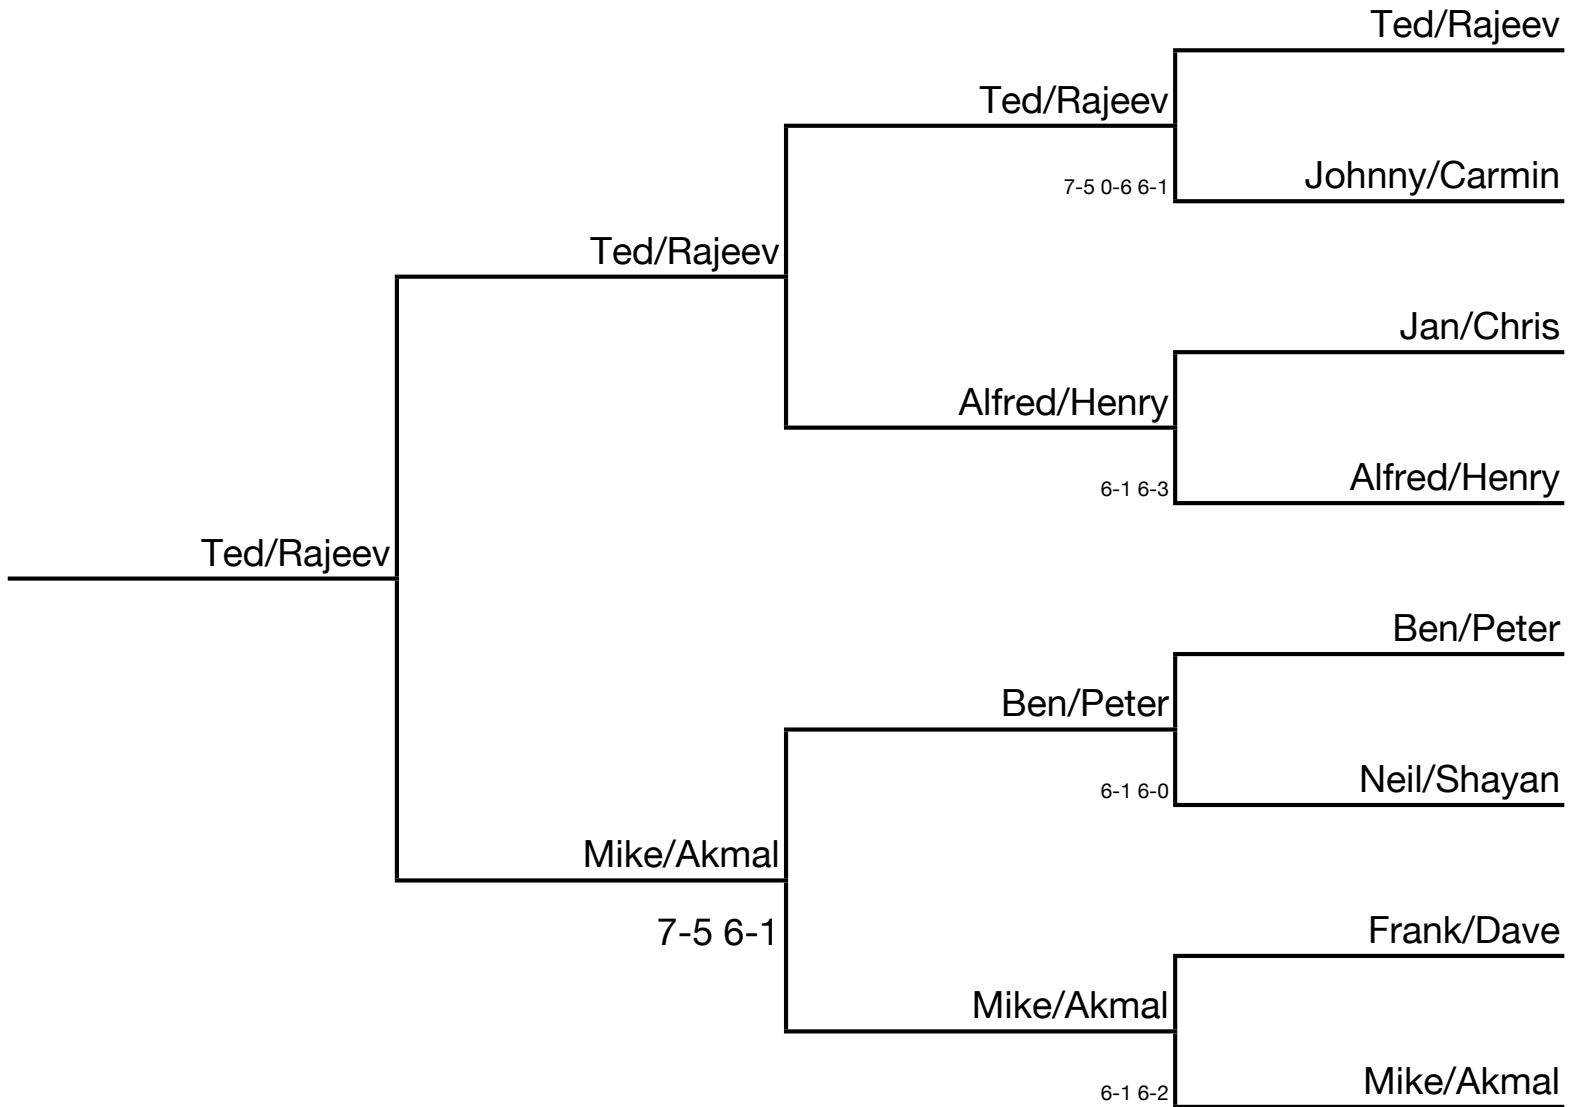 Ted/Rajeev
Ted/Rajeev
Johnny/Carmin
7-5 0-6 6-1
Ted/Rajeev
Jan/Chris
Alfred/Henry
Alfred/Henry
6-1 6-3
Ted/Rajeev
Ben/Peter
Ben/Peter
Neil/Shayan
6-1 6-0
Mike/Akmal
7-5 6-1
Frank/Dave
Mike/Akmal
Mike/Akmal
6-1 6-2